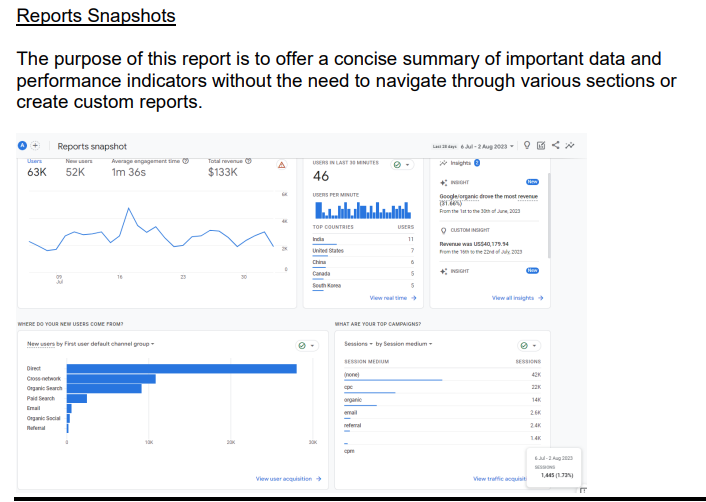 Reports Snapshots
The purpose of this report is to offer a concise summary of important data and
performance indicators without the need to navigate through various sections or
create custom reports.
A
Reports snapshot
Last 28 days 6 Jul - 2 Aug 2023
Users New users Average engagement time Total revenue
63K 52K 1m 36s $133K
6K
4K
2K
0
09 Jul 16 23 30
USERS IN LAST 30 MINUTES
46
USERS PER MINUTE
TOP COUNTRIES USERS
India 11
United States 7
China 6
Canada 5
South Korea 5
View real time →
Insights
INSIGHT New
Google/organic drove the most revenue
(31.66%)
From the 1st to the 30th of June, 2023
CUSTOM INSIGHT
Revenue was US$40,179.94
From the 16th to the 22nd of July, 2023
INSIGHT New
View all insights →
WHERE DO YOUR NEW USERS COME FROM?
New users by First user default channel group
Direct
Cross-network
Organic Search
Paid Search
Email
Organic Social
Referral
0 10K 20K 30K
View user acquisition →
WHAT ARE YOUR TOP CAMPAIGNS?
Sessions by Session medium
SESSION MEDIUM SESSIONS
(none) 42K
cpc 22K
organic 14K
email 2.6K
referral 2.4K
1.4K
cpm
View traffic acquisit
6 Jul - 2 Aug 2023
SESSIONS
1,445 (1.73%)